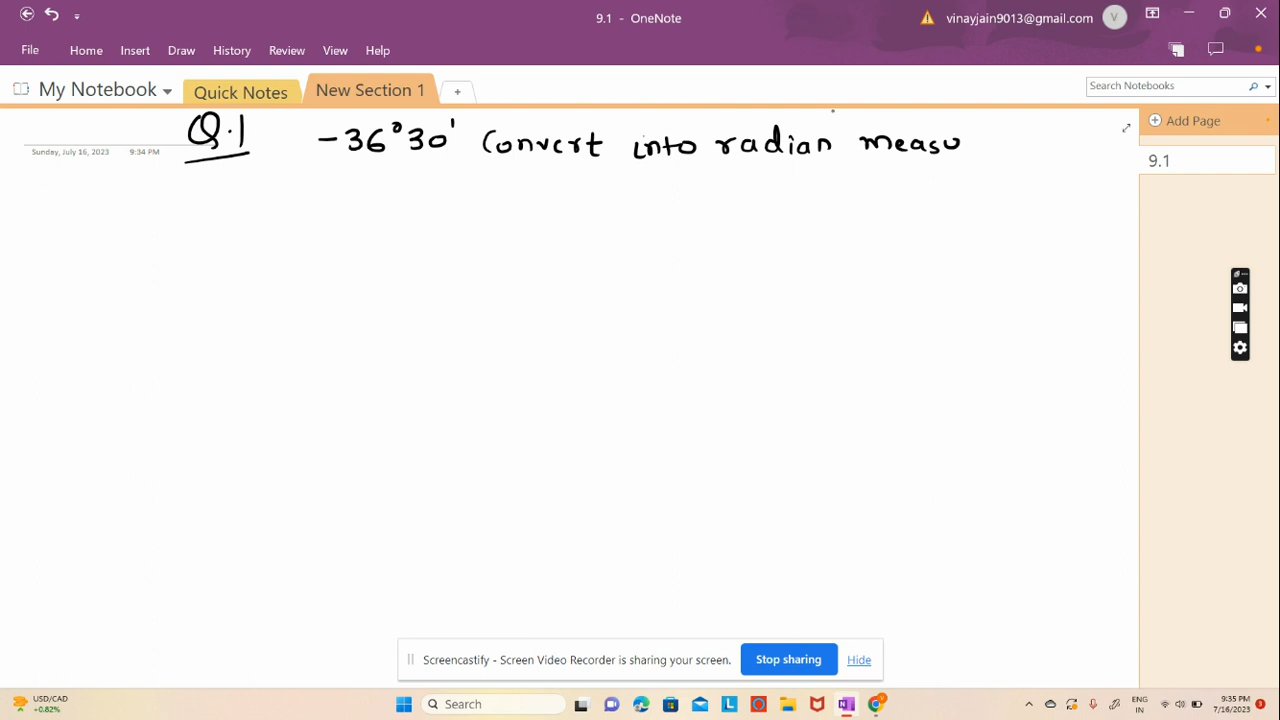 9.1 - OneNote
vinayjain9013@gmail.com
V
File Home Insert Draw History Review View Help
My Notebook
Quick Notes
New Section 1
Search Notebooks
Add Page
9.1
Sunday, July 16, 2023 9:34 PM
Q.1 -36°30' Convert into radian measu
Screencastify - Screen Video Recorder is sharing your screen.
Stop sharing
Hide
USD/CAD
+0.82%
Search
L
ENG
IN
9:35 PM
7/16/2023
3